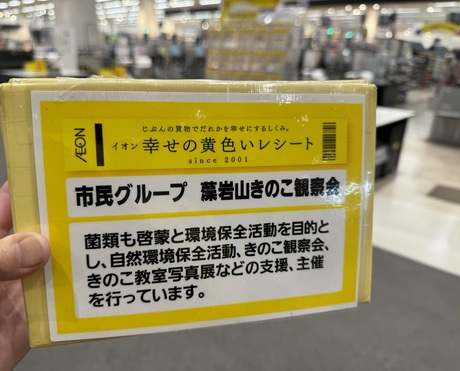 ÆON
じぶんの買物でだれかを幸せにするしくみ。
イオン 幸せの黄色いレシート
since 2001
市民グループ 藻岩山きのこ観察会
菌類も啓蒙と環境保全活動を目的と
し、自然環境保全活動、きのこ観察会、
きのこ教室写真展などの支援、主催
を行っています。